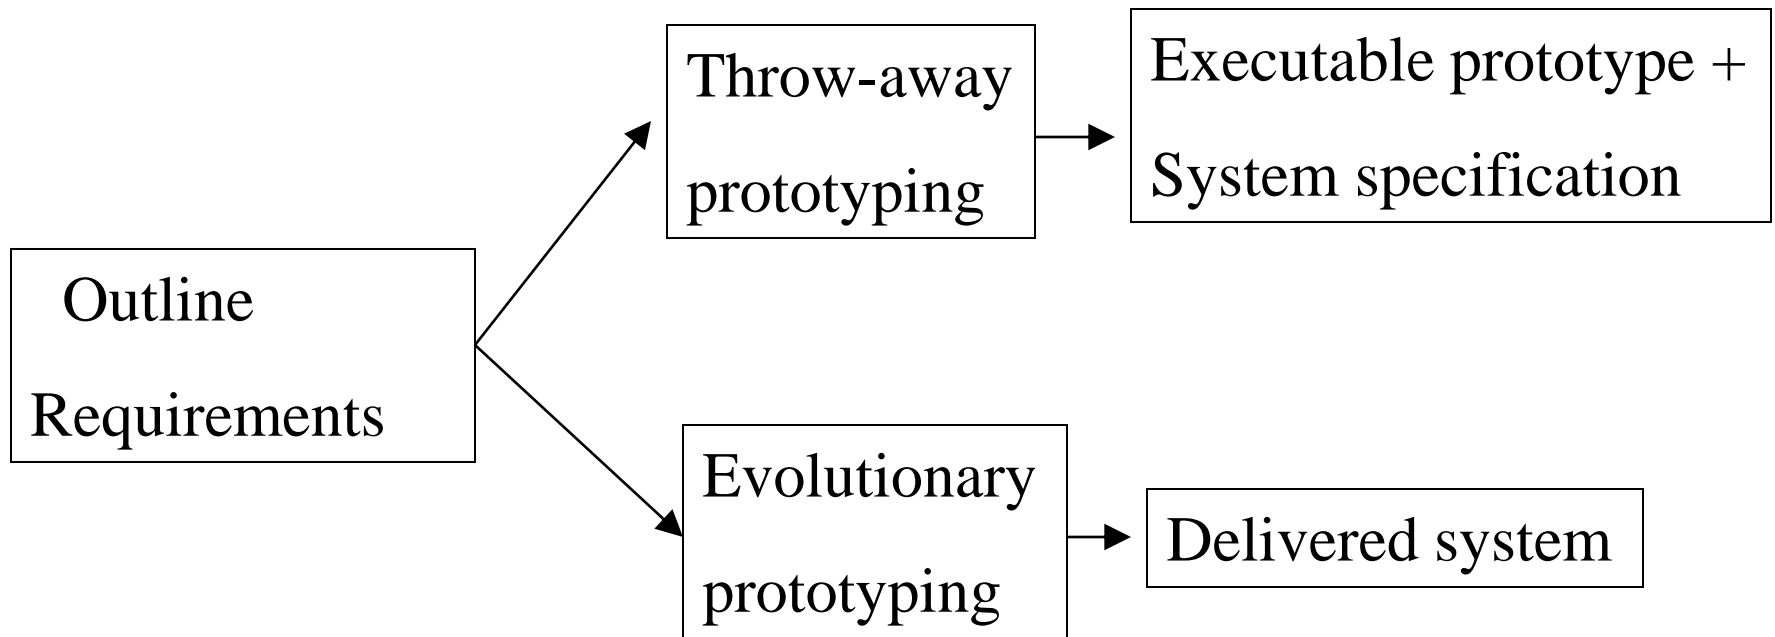 Throw-away
prototyping
Executable prototype +
System specification
Outline
Requirements
Evolutionary
prototyping
Delivered system